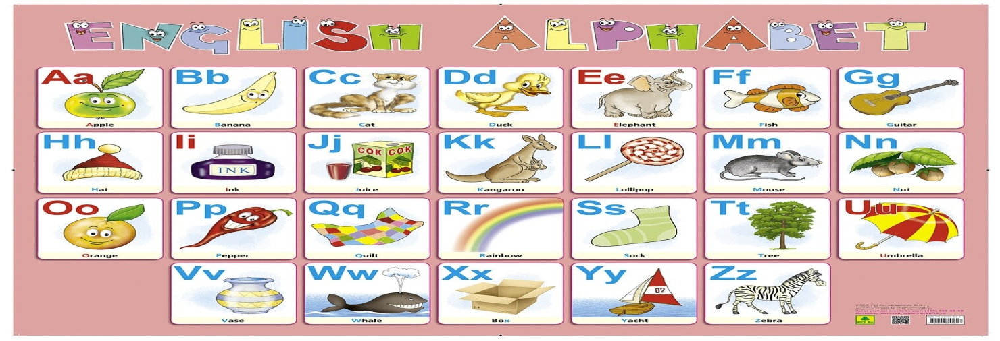 ENGLISH ALPHABET
Aa Bb Cc Dd Ee Ff Gg
Apple Banana Cat Duck Elephant Fish Guitar
Hh Ii Jj Kk Ll Mm Nn
INK СОК СОК
Hat Ink Juice Kangaroo Lollipop Mouse Nut
Oo Pp Qq Rr Ss Tt Uu
Orange Pepper Quilt Rainbow Sock Tree Umbrella
Vv Ww Xx Yy Zz
02
Vase Whale Box Yacht Zebra